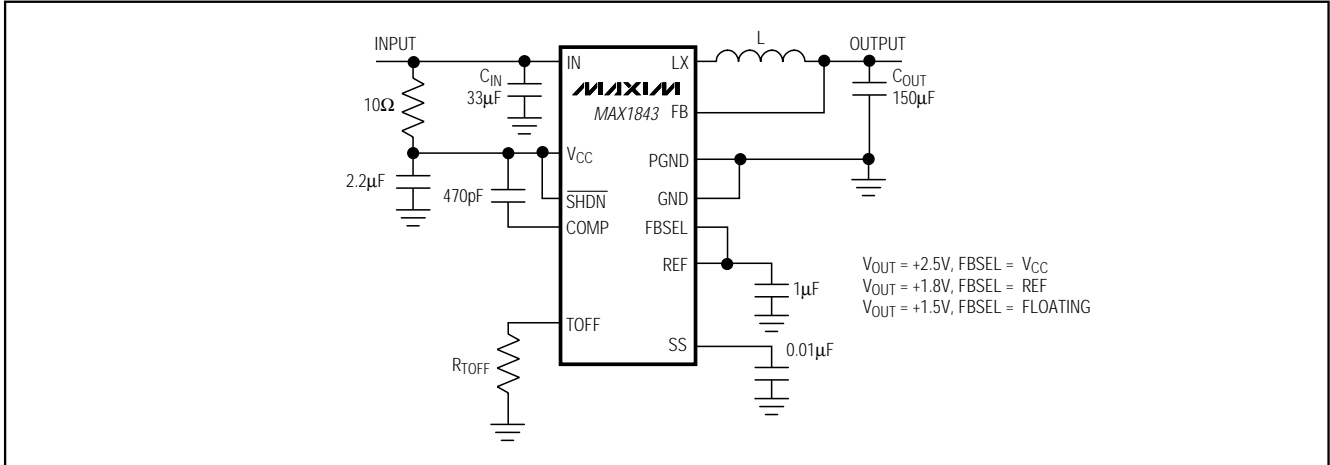 INPUT
L
OUTPUT
IN
LX
C_IN
33µF
MAXIM
MAX1843
FB
C_OUT
150µF
10Ω
V_CC
PGND
2.2µF
470pF
SHDN
GND
COMP
FBSEL
REF
1µF
V_OUT = +2.5V, FBSEL = V_CC
V_OUT = +1.8V, FBSEL = REF
V_OUT = +1.5V, FBSEL = FLOATING
TOFF
SS
0.01µF
R_TOFF